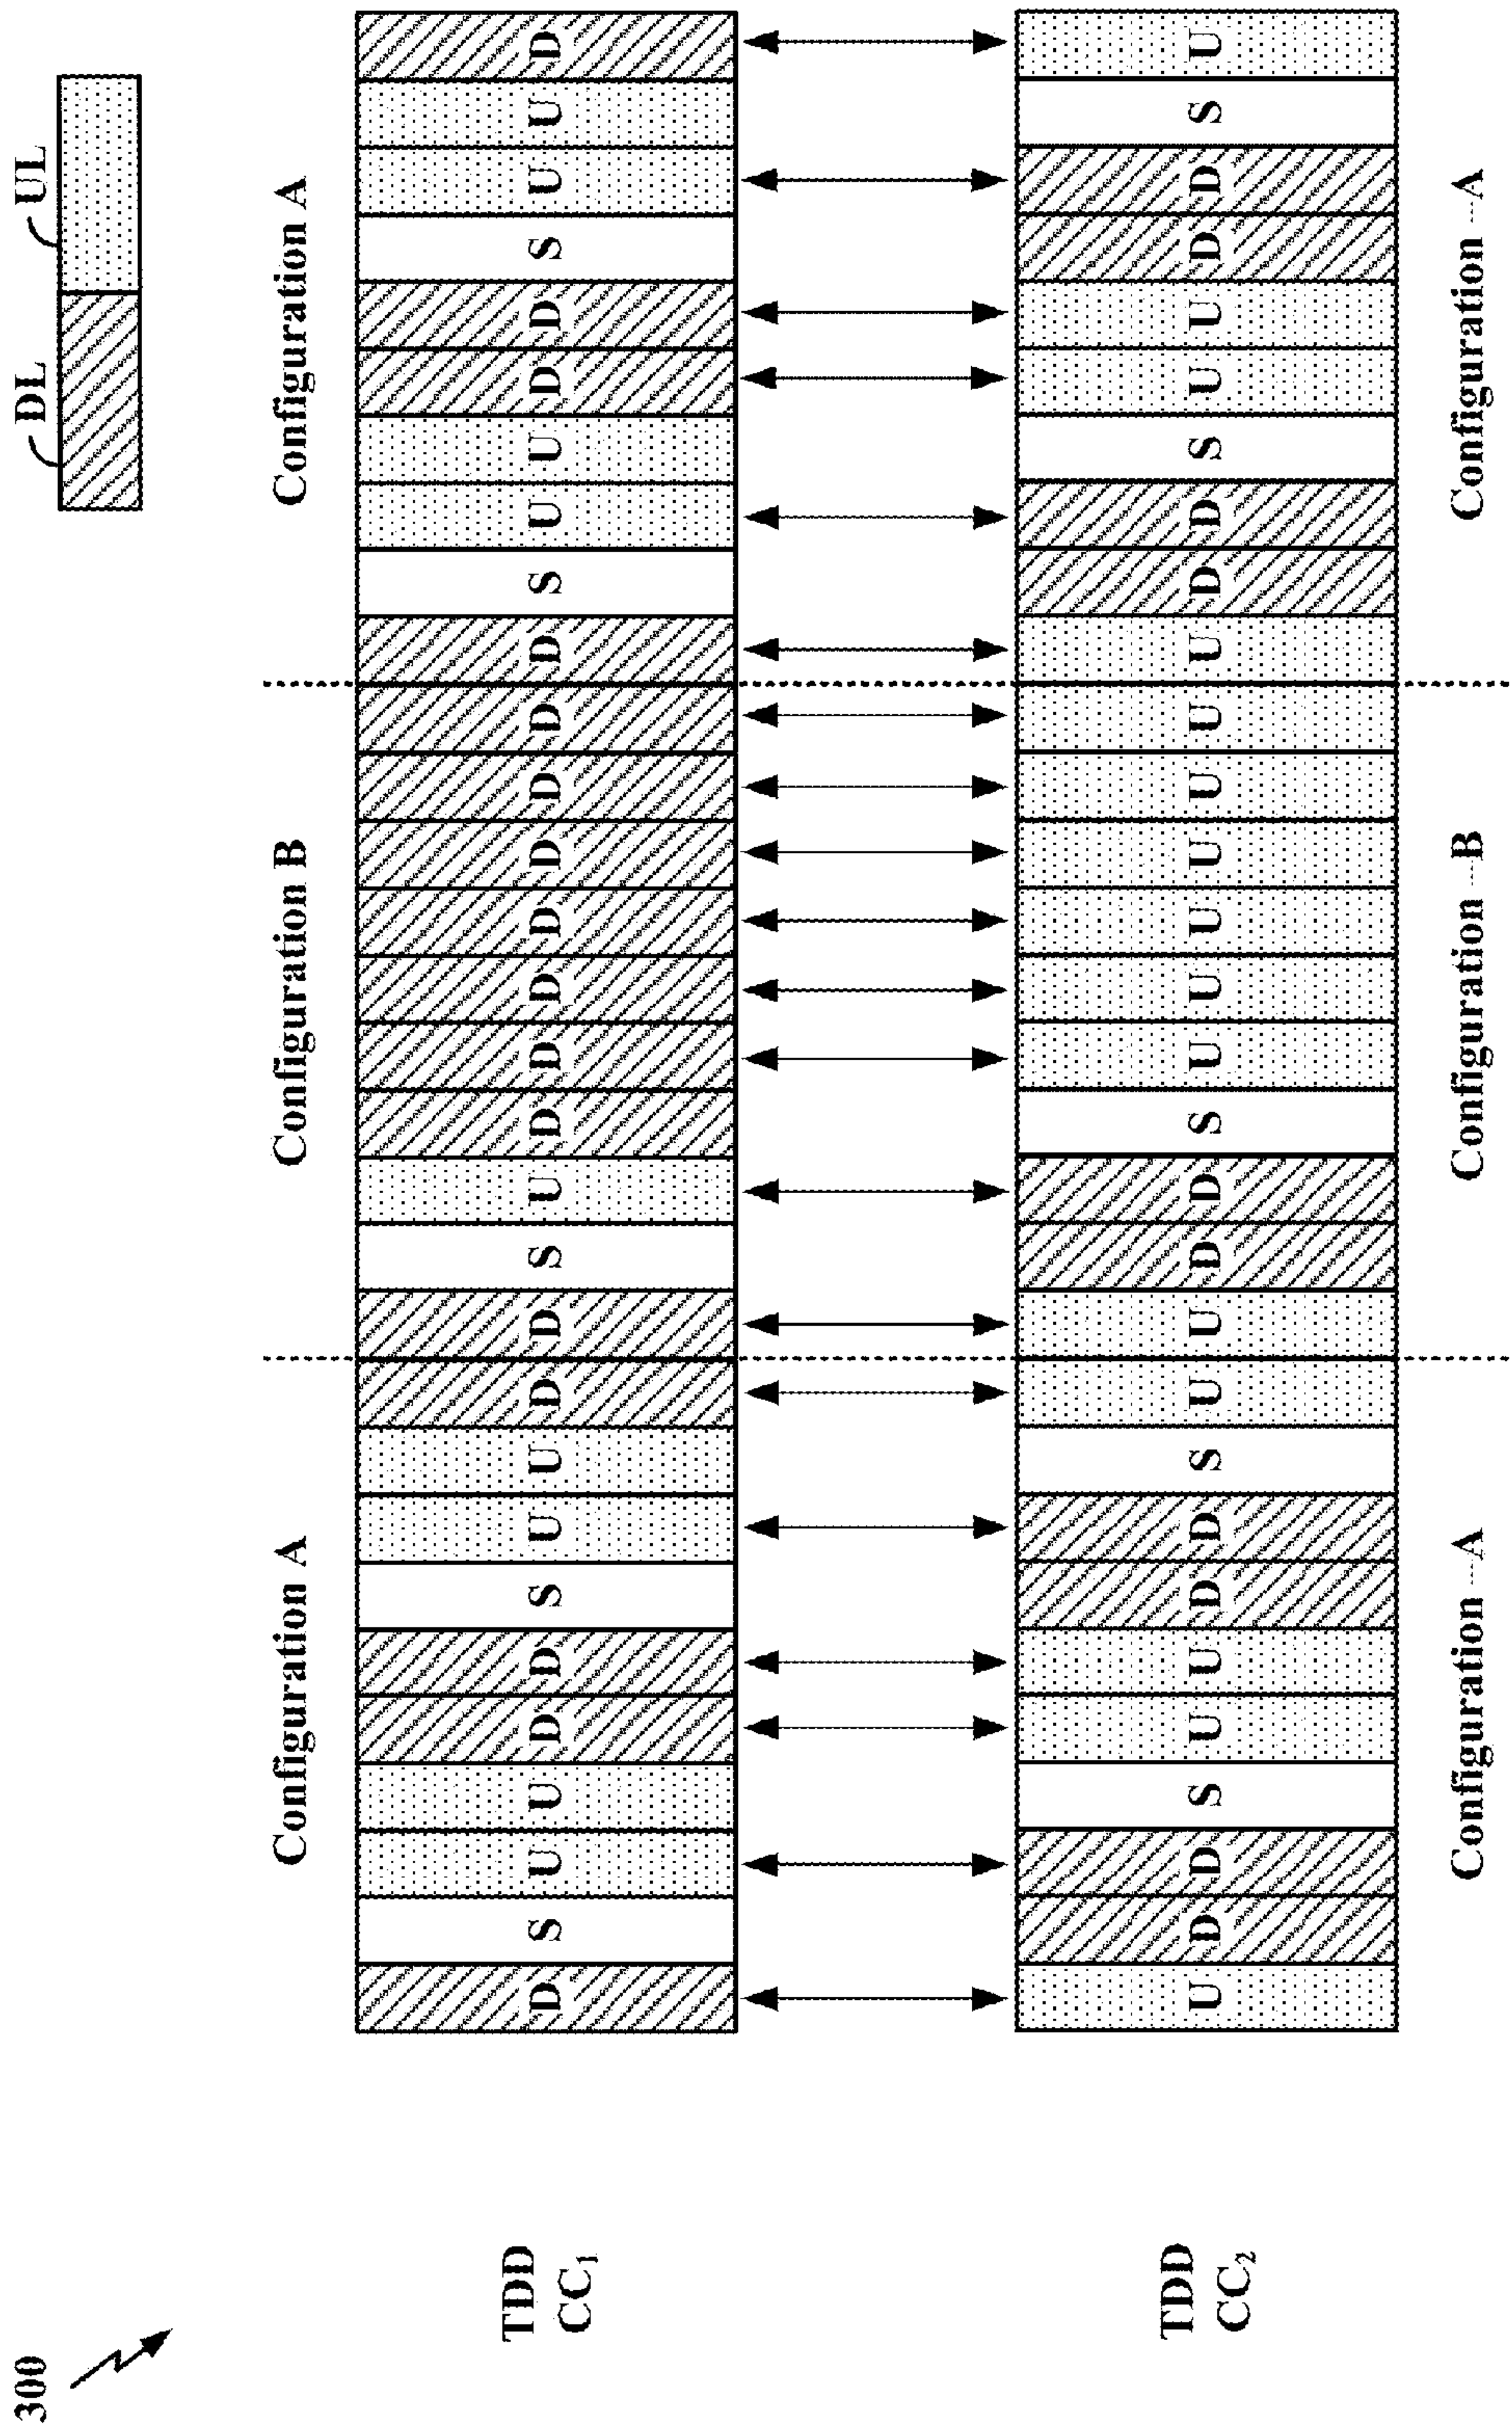 300
DL UL
Configuration A Configuration B Configuration A
TDD CC₁
D S U U D D S U U D D S U D D D D D D D D S U U D D S U U D
TDD CC₂
U D D S U U D D S U U D D S U U U U U U U D D S U U D D S U
Configuration --A Configuration --B Configuration --A